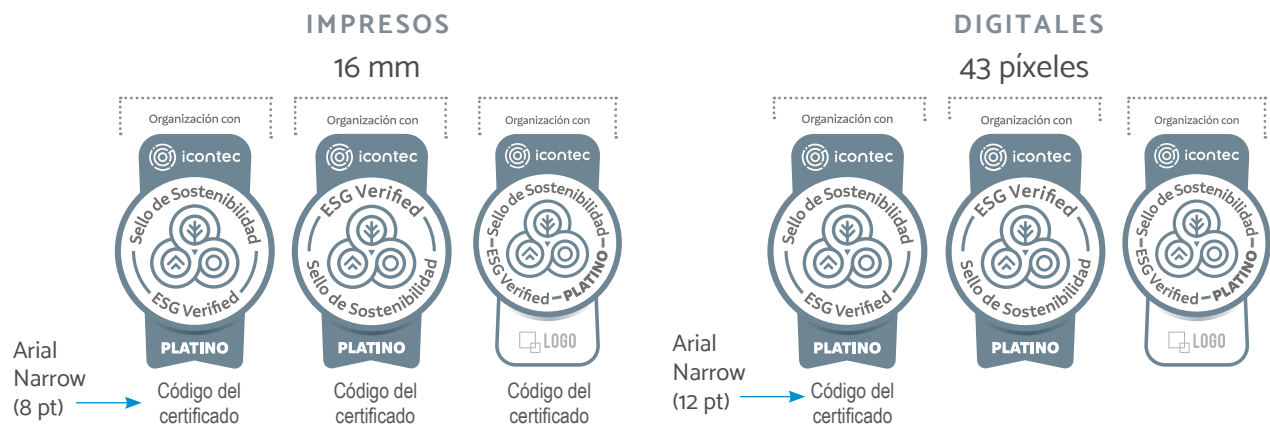 IMPRESOS
16 mm
Organización con
icontec
Sello de Sostenibilidad
ESG Verified
PLATINO
Código del
certificado
Organización con
icontec
ESG Verified
Sello de Sostenibilidad
PLATINO
Código del
certificado
Organización con
icontec
Sello de Sostenibilidad
ESG Verified – PLATINO
LOGO
Código del
certificado
Arial
Narrow
(8 pt)
DIGITALES
43 píxeles
Organización con
icontec
Sello de Sostenibilidad
ESG Verified
PLATINO
Código del
certificado
Organización con
icontec
ESG Verified
Sello de Sostenibilidad
PLATINO
Organización con
icontec
Sello de Sostenibilidad
ESG Verified – PLATINO
LOGO
Arial
Narrow
(12 pt)